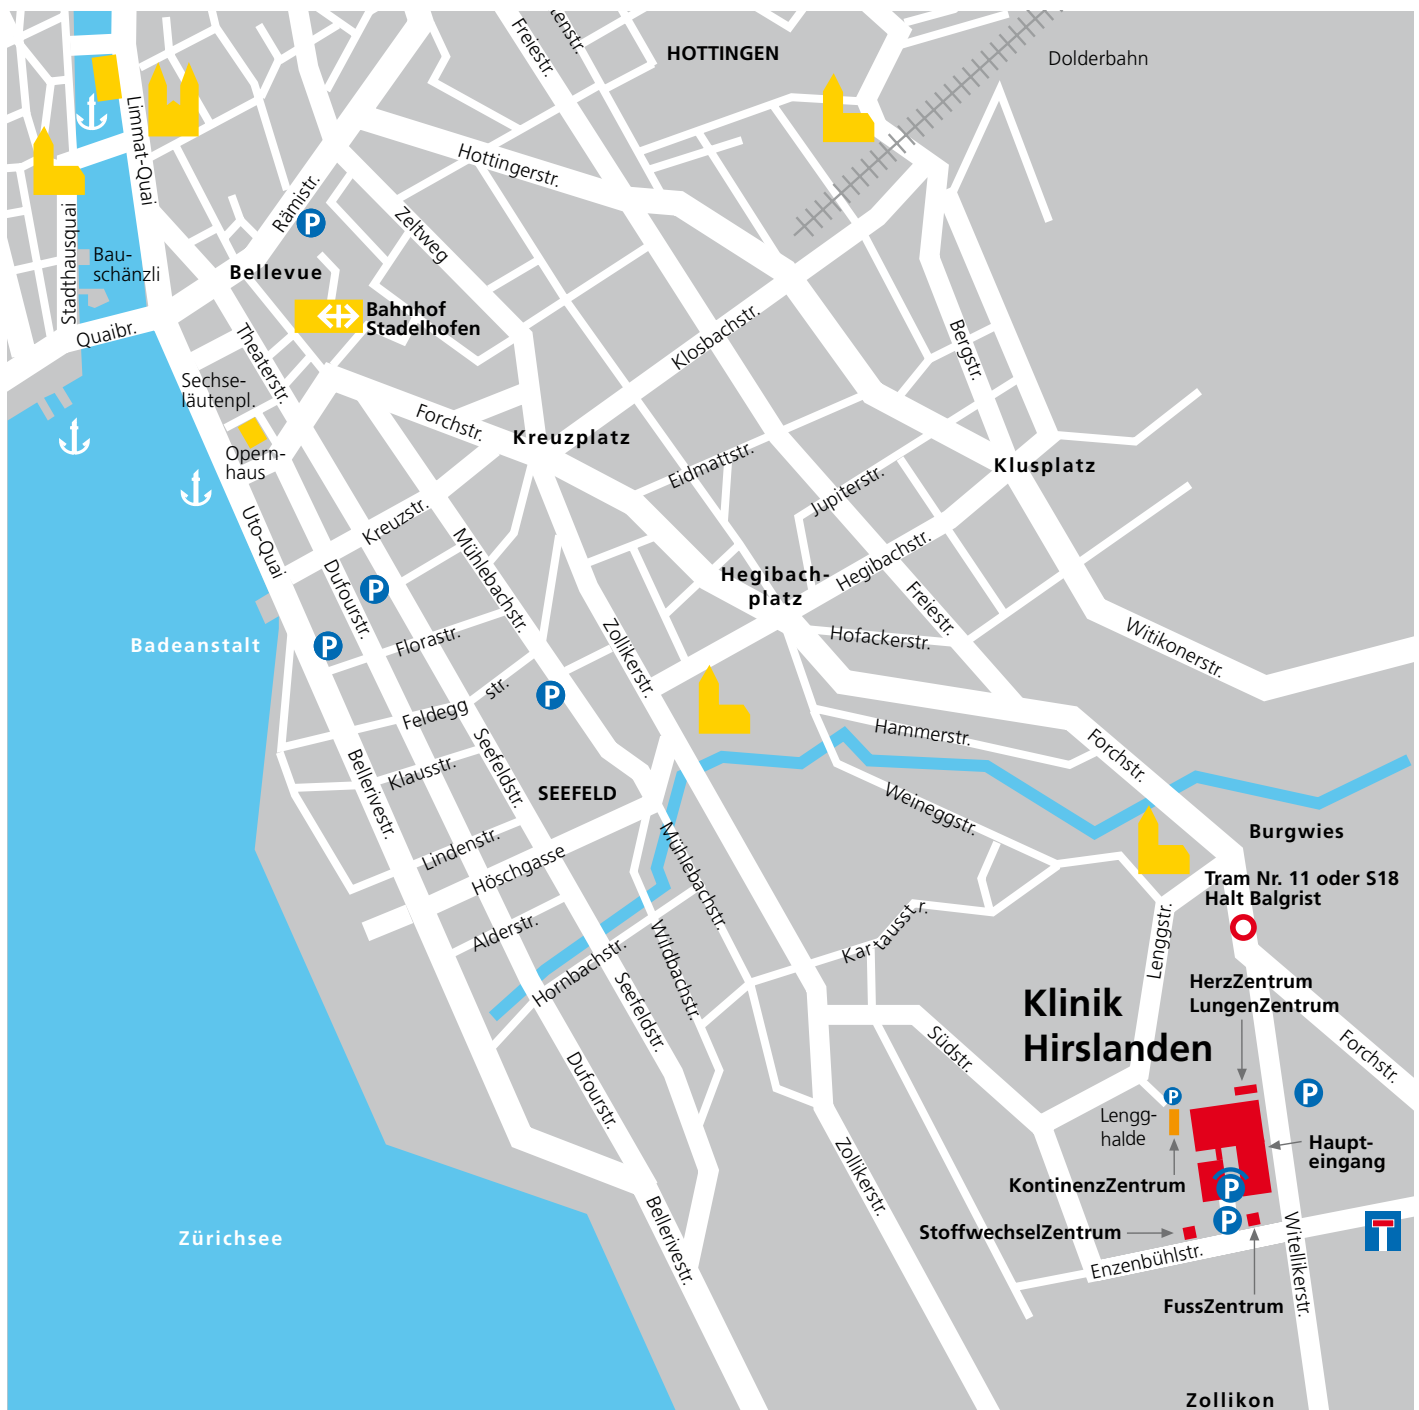 HOTTINGEN
Dolderbahn
Freiestr.
tenstr.
Limmat-Quai
Hottingerstr.
Rämistr.
Zeltweg
Stadthausquai
Bau-
schänzli
Bellevue
Quaibr.
Bahnhof
Stadelhofen
Theaterstr.
Klosbachstr.
Bergstr.
Sechse-
läutenpl.
Forchstr.
Kreuzplatz
Opern-
haus
Eidmattstr.
Klusplatz
Jupiterstr.
Uto-Quai
Kreuzstr.
Mühlebachstr.
Hegibachstr.
Hegibach-
platz
Dufourstr.
P
P
P
P
Freiestr.
Florastr.
Zollikerstr.
Hofackerstr.
Witikonerstr.
Badeanstalt
Feldegg
str.
Hammerstr.
Forchstr.
Bellerivestr.
Klausstr.
Seefeldstr.
SEEFELD
Weineggstr.
Burgwies
Lindenstr.
Höschgasse
Mühlebachstr.
Tram Nr. 11 oder S18
Halt Balgrist
Alderstr.
Kartausstr.
Lenggstr.
Wildbachstr.
Hornbachstr.
Seefeldstr.
HerzZentrum
LungenZentrum
Klinik
Hirslanden
Südstr.
Forchstr.
Dufourstr.
P
P
Lengg-
halde
Haupt-
eingang
Zollikerstr.
KontinenzZentrum
P
P
Bellerivestr.
Zürichsee
StoffwechselZentrum
Enzenbühlstr.
Witellikerstr.
FussZentrum
Zollikon